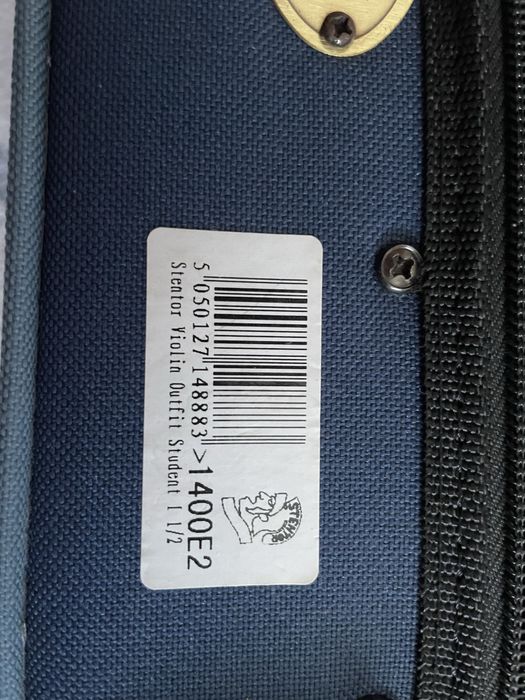 STENTOR
5 050127 148883 > 1400E2
Stentor Violin Outfit Student 1 1/2